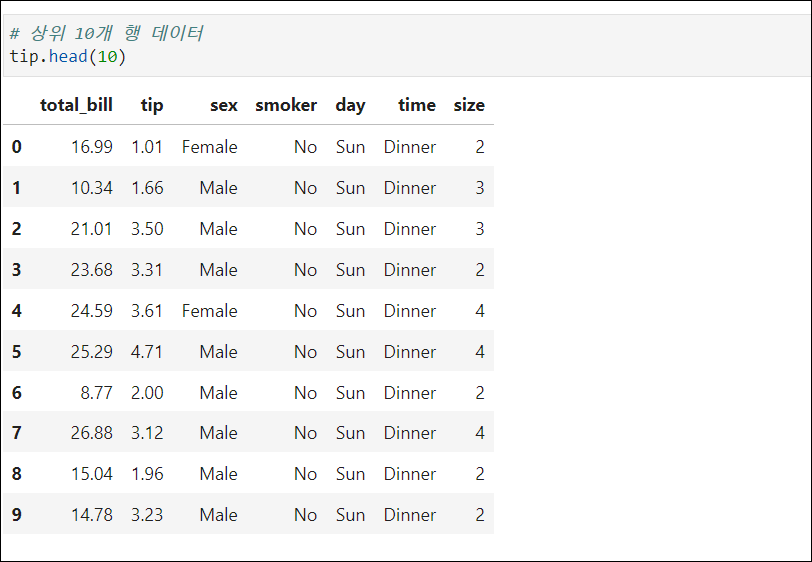 # 상위 10개 행 데이터
tip.head(10)
total_bill tip sex smoker day time size
0 16.99 1.01 Female No Sun Dinner 2
1 10.34 1.66 Male No Sun Dinner 3
2 21.01 3.50 Male No Sun Dinner 3
3 23.68 3.31 Male No Sun Dinner 2
4 24.59 3.61 Female No Sun Dinner 4
5 25.29 4.71 Male No Sun Dinner 4
6 8.77 2.00 Male No Sun Dinner 2
7 26.88 3.12 Male No Sun Dinner 4
8 15.04 1.96 Male No Sun Dinner 2
9 14.78 3.23 Male No Sun Dinner 2